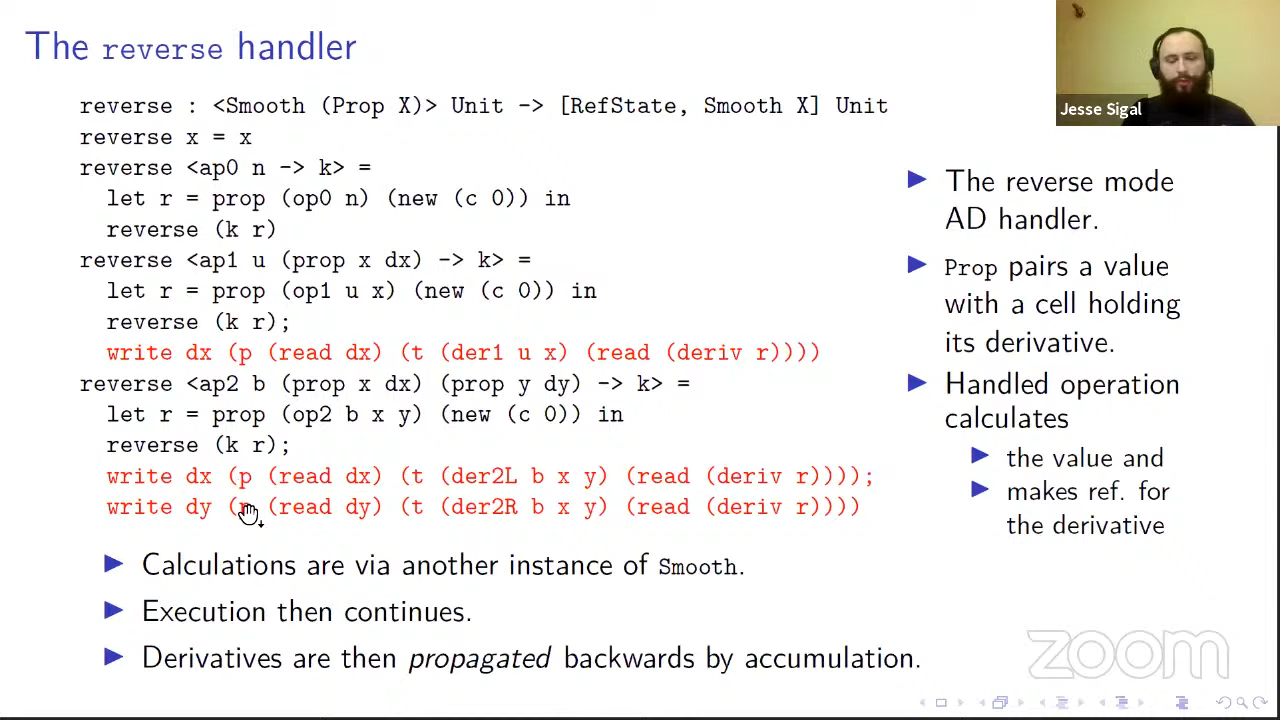 The reverse handler
Jesse Sigal
reverse : <Smooth (Prop X)> Unit -> [RefState, Smooth X] Unit
reverse x = x
reverse <ap0 n -> k> =
let r = prop (op0 n) (new (c 0)) in
reverse (k r)
reverse <ap1 u (prop x dx) -> k> =
let r = prop (op1 u x) (new (c 0)) in
reverse (k r);
write dx (p (read dx) (t (der1 u x) (read (deriv r))))
reverse <ap2 b (prop x dx) (prop y dy) -> k> =
let r = prop (op2 b x y) (new (c 0)) in
reverse (k r);
write dx (p (read dx) (t (der2L b x y) (read (deriv r))));
write dy (p (read dy) (t (der2R b x y) (read (deriv r))))
The reverse mode
AD handler.
Prop pairs a value
with a cell holding
its derivative.
Handled operation
calculates
the value and
makes ref. for
the derivative
Calculations are via another instance of Smooth.
Execution then continues.
Derivatives are then propagated backwards by accumulation.
zoom